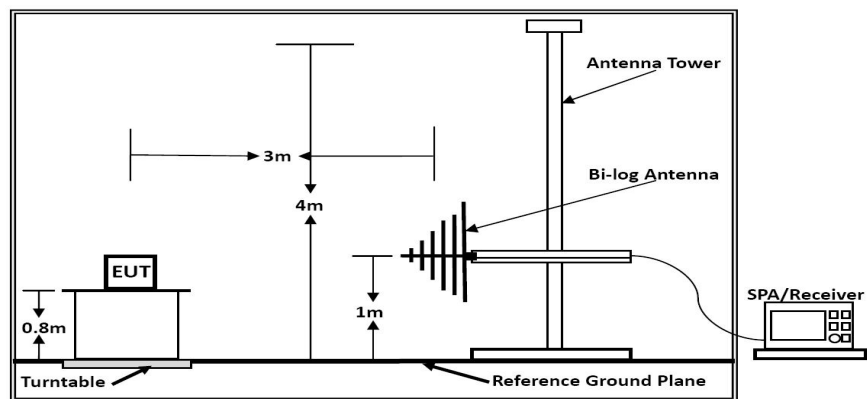 Antenna Tower
3m
Bi-log Antenna
4m
EUT
SPA/Receiver
0.8m
1m
Turntable
Reference Ground Plane